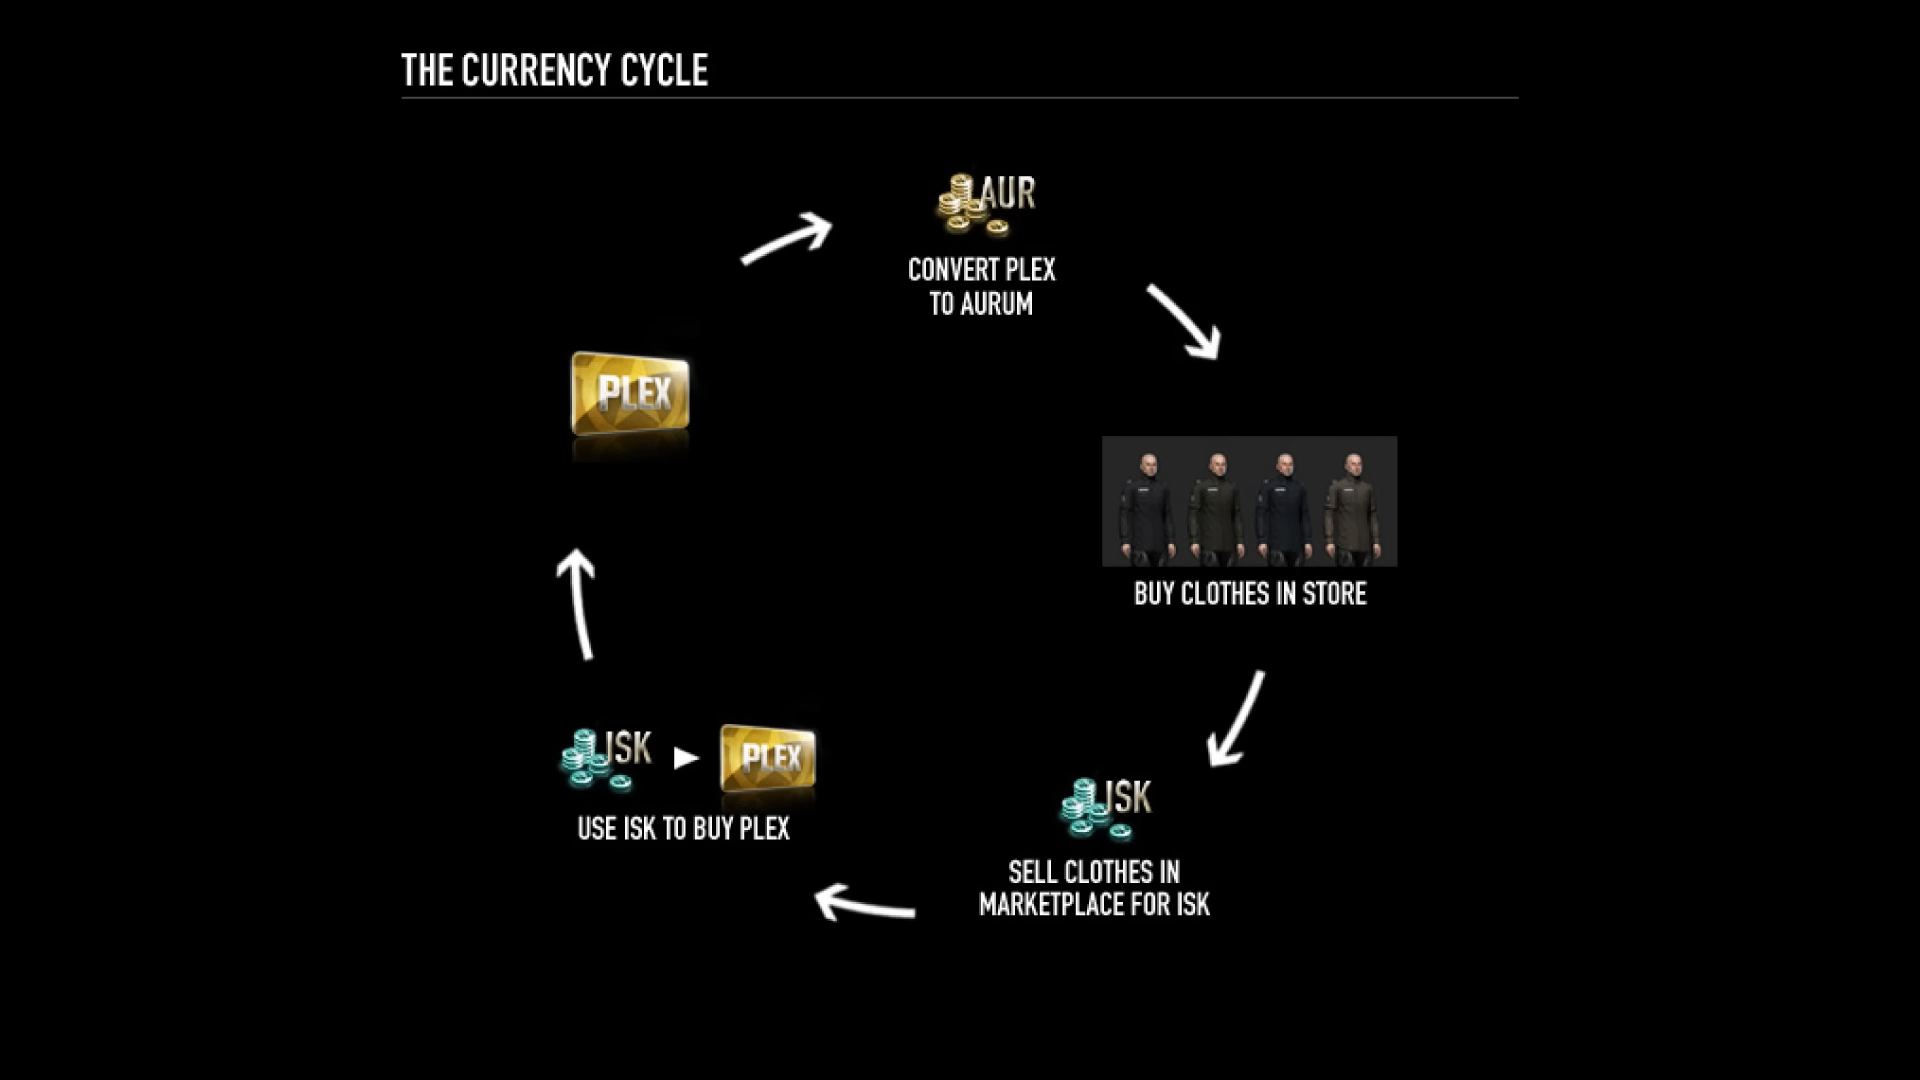 THE CURRENCY CYCLE
AUR
CONVERT PLEX
TO AURUM
PLEX
BUY CLOTHES IN STORE
ISK
PLEX
USE ISK TO BUY PLEX
ISK
SELL CLOTHES IN
MARKETPLACE FOR ISK